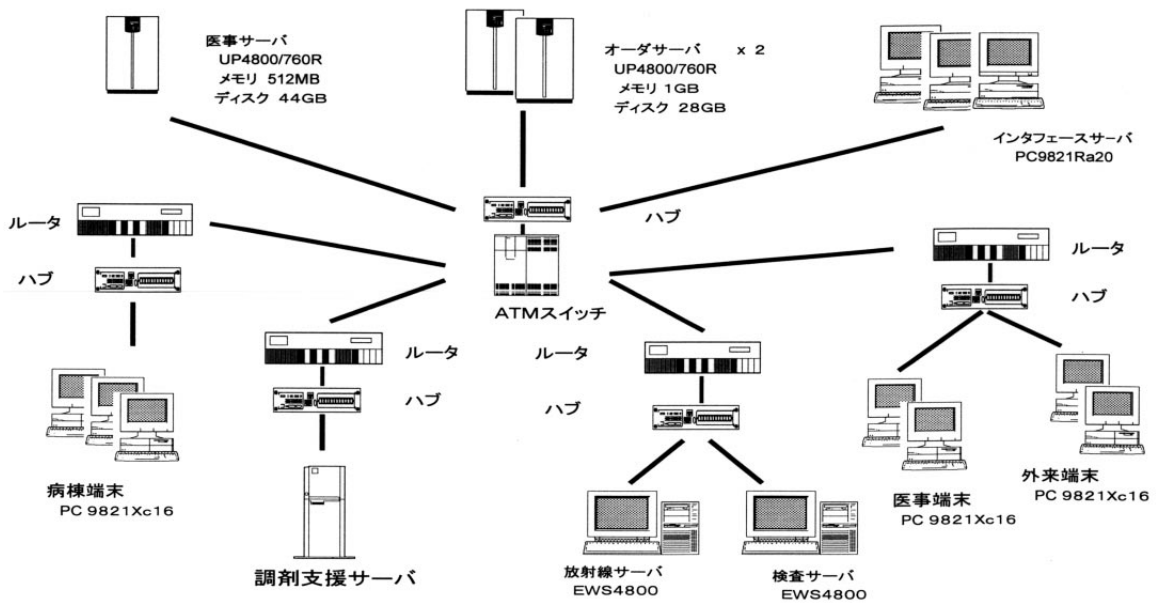 医事サーバ
UP4800/760R
メモリ 512MB
ディスク 44GB
オーダサーバ x 2
UP4800/760R
メモリ 1GB
ディスク 28GB
インタフェースサーバ
PC9821Ra20
ルータ
ハブ
ハブ
ATMスイッチ
ルータ
ハブ
ルータ
ハブ
ルータ
ハブ
病棟端末
PC 9821Xc16
調剤支援サーバ
放射線サーバ
EWS4800
検査サーバ
EWS4800
医事端末
PC 9821Xc16
外来端末
PC 9821Xc16